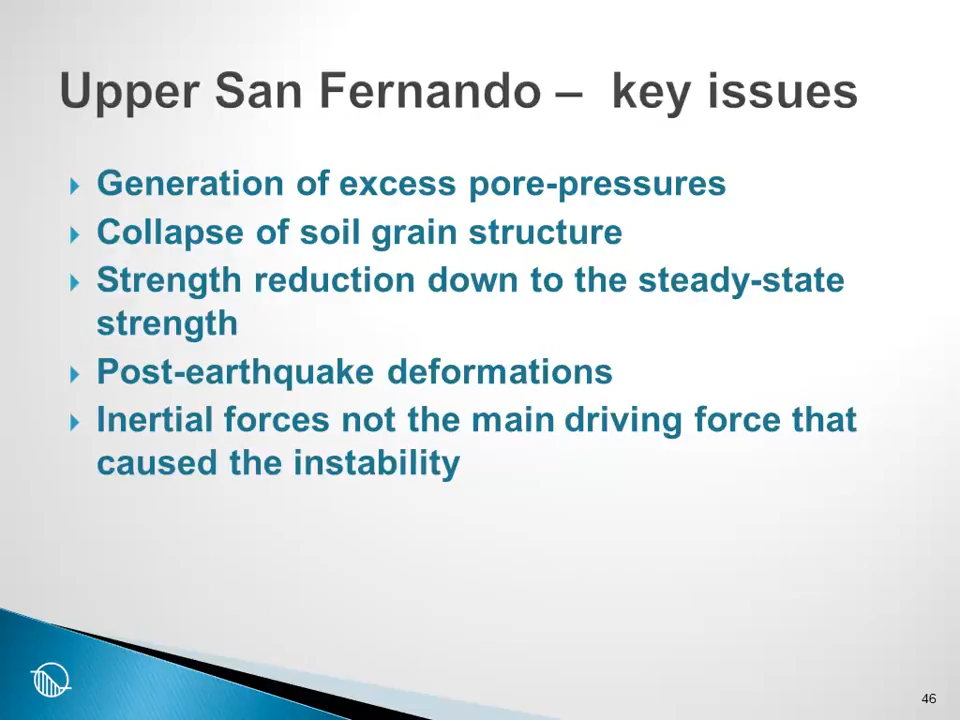 Upper San Fernando – key issues
Generation of excess pore-pressures
Collapse of soil grain structure
Strength reduction down to the steady-state
strength
Post-earthquake deformations
Inertial forces not the main driving force that
caused the instability
46